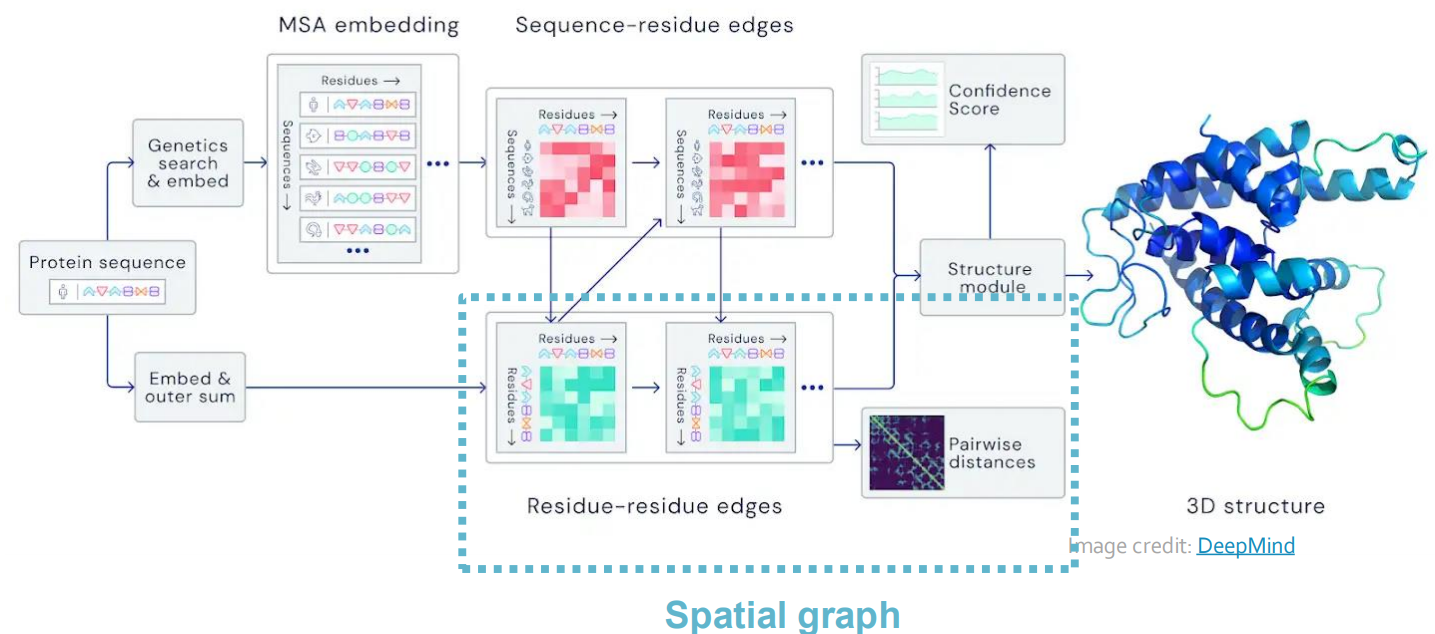 MSA embedding
Sequence-residue edges
Residues →
Sequences →
Genetics
search
& embed
Protein sequence
Embed &
outer sum
Residues →
Sequences →
Residues →
Sequences →
Confidence
Score
Structure
module
Residues →
Residues →
Residues →
Residues →
Pairwise
distances
Residue-residue edges
3D structure
Image credit: DeepMind
Spatial graph